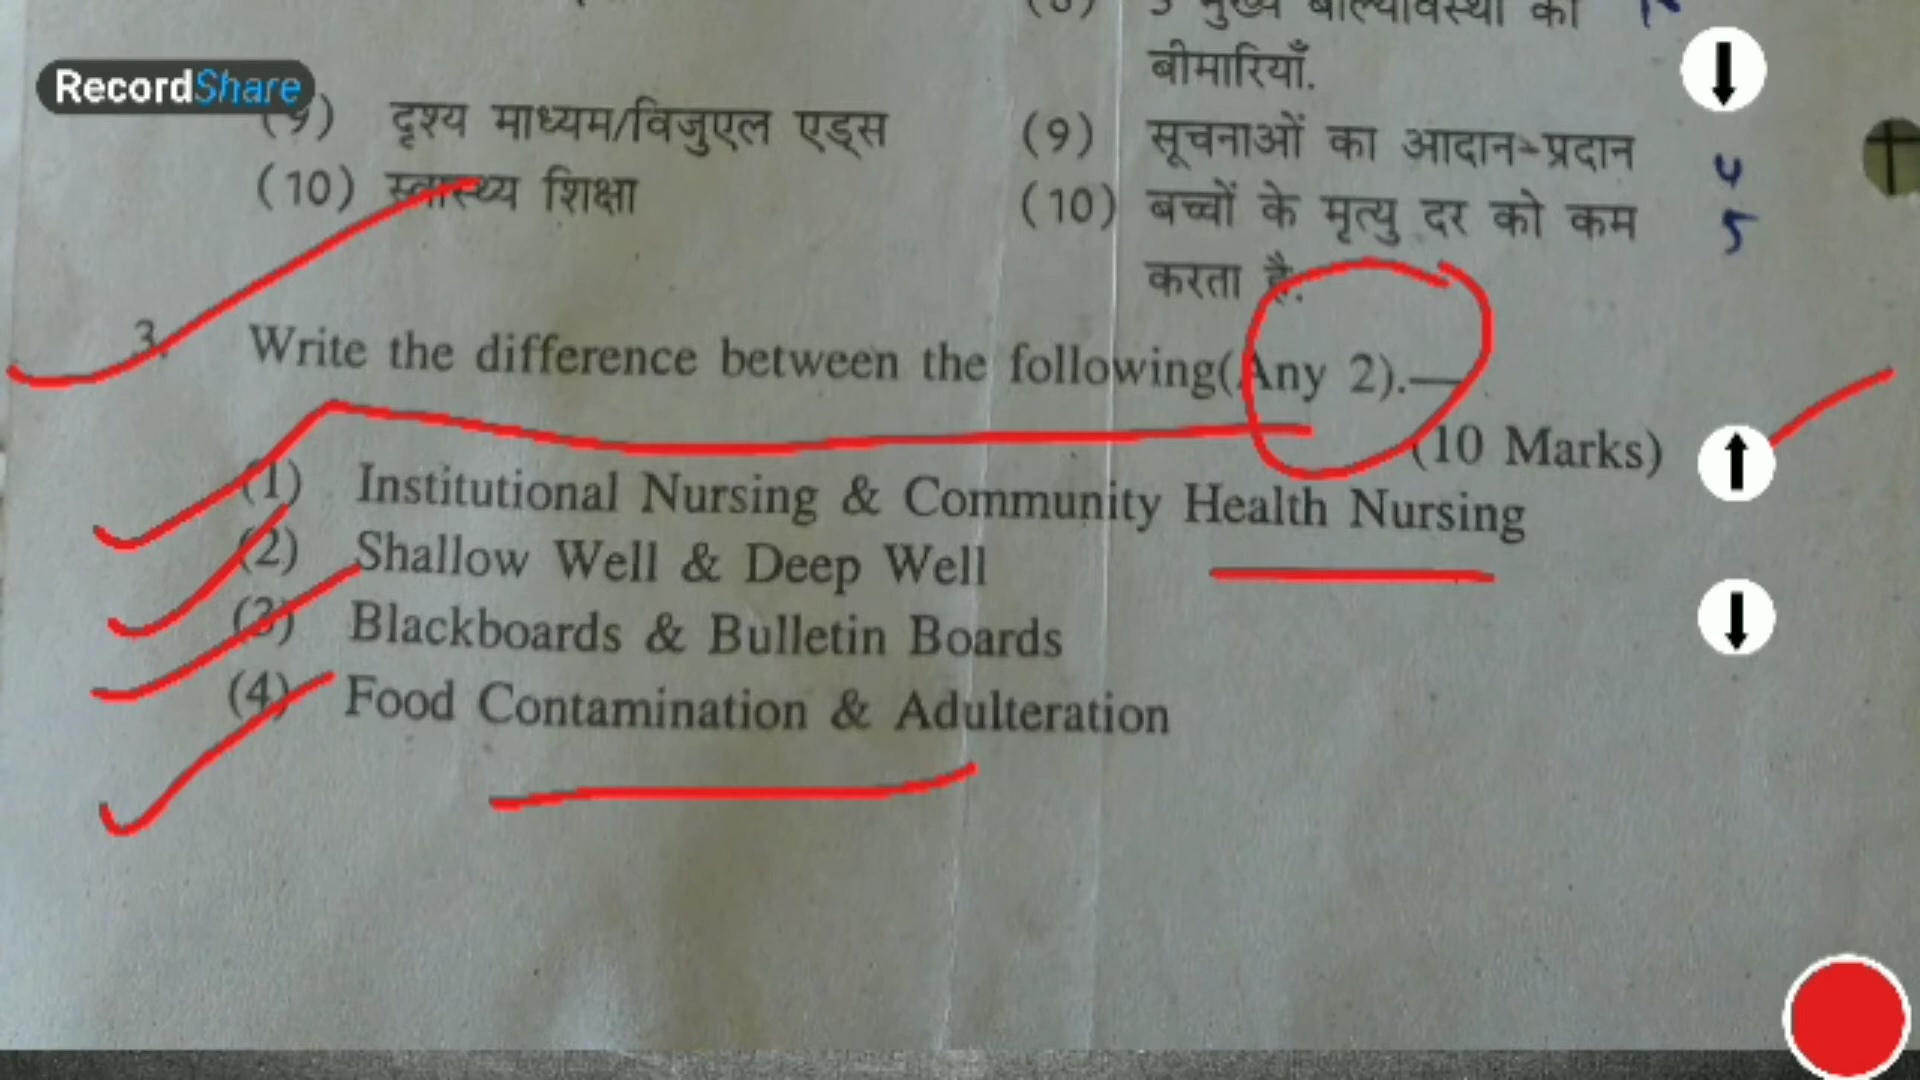 5 मुख्य बाल्यावस्था की
बीमारियाँ.
RecordShare
(9) दृश्य माध्यम/विजुएल एड्स
(9) सूचनाओं का आदान-प्रदान
4
(10) स्वास्थ्य शिक्षा
(10) बच्चों के मृत्यु दर को कम
करता है.
5
3. Write the difference between the following(Any 2).—
(10 Marks)
(1) Institutional Nursing & Community Health Nursing
(2) Shallow Well & Deep Well
(3) Blackboards & Bulletin Boards
(4) Food Contamination & Adulteration